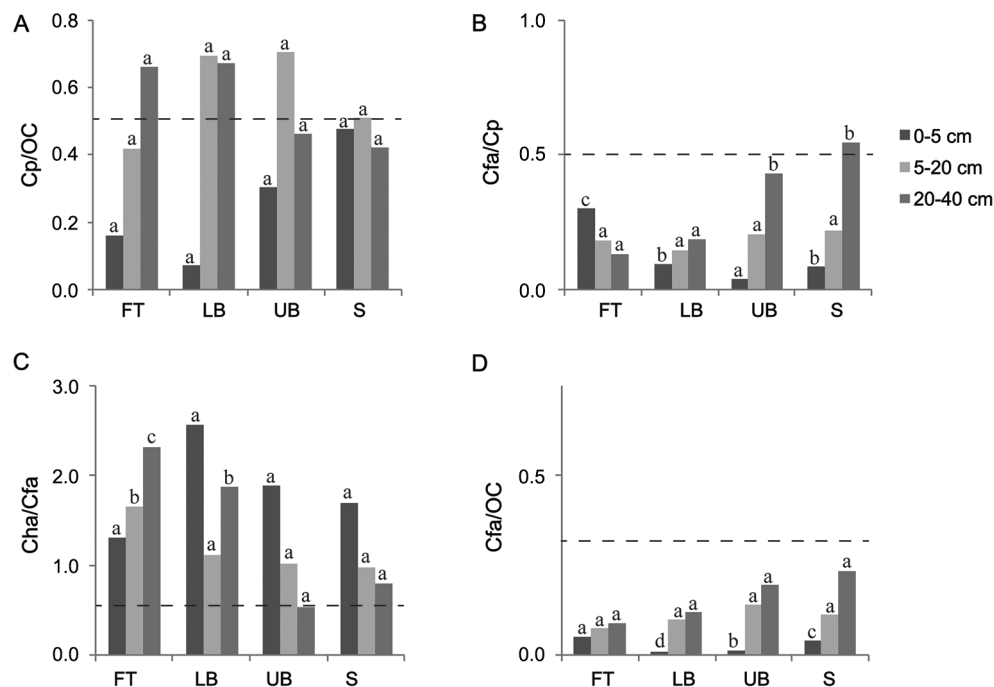 A
0.8
0.6
0.4
0.2
0.0
Cp/OC
a a a
a a a
a a a
a a a
FT LB UB S
B
1.0
0.5
0.0
Cfa/Cp
c a a
b a a
a a b
b a b
FT LB UB S
0-5 cm
5-20 cm
20-40 cm
C
3.0
2.0
1.0
0.0
Cha/Cfa
a b c
a a b
a a a
a a a
FT LB UB S
D
0.5
0.0
Cfa/OC
a a a
d a a
b a a
c a a
FT LB UB S